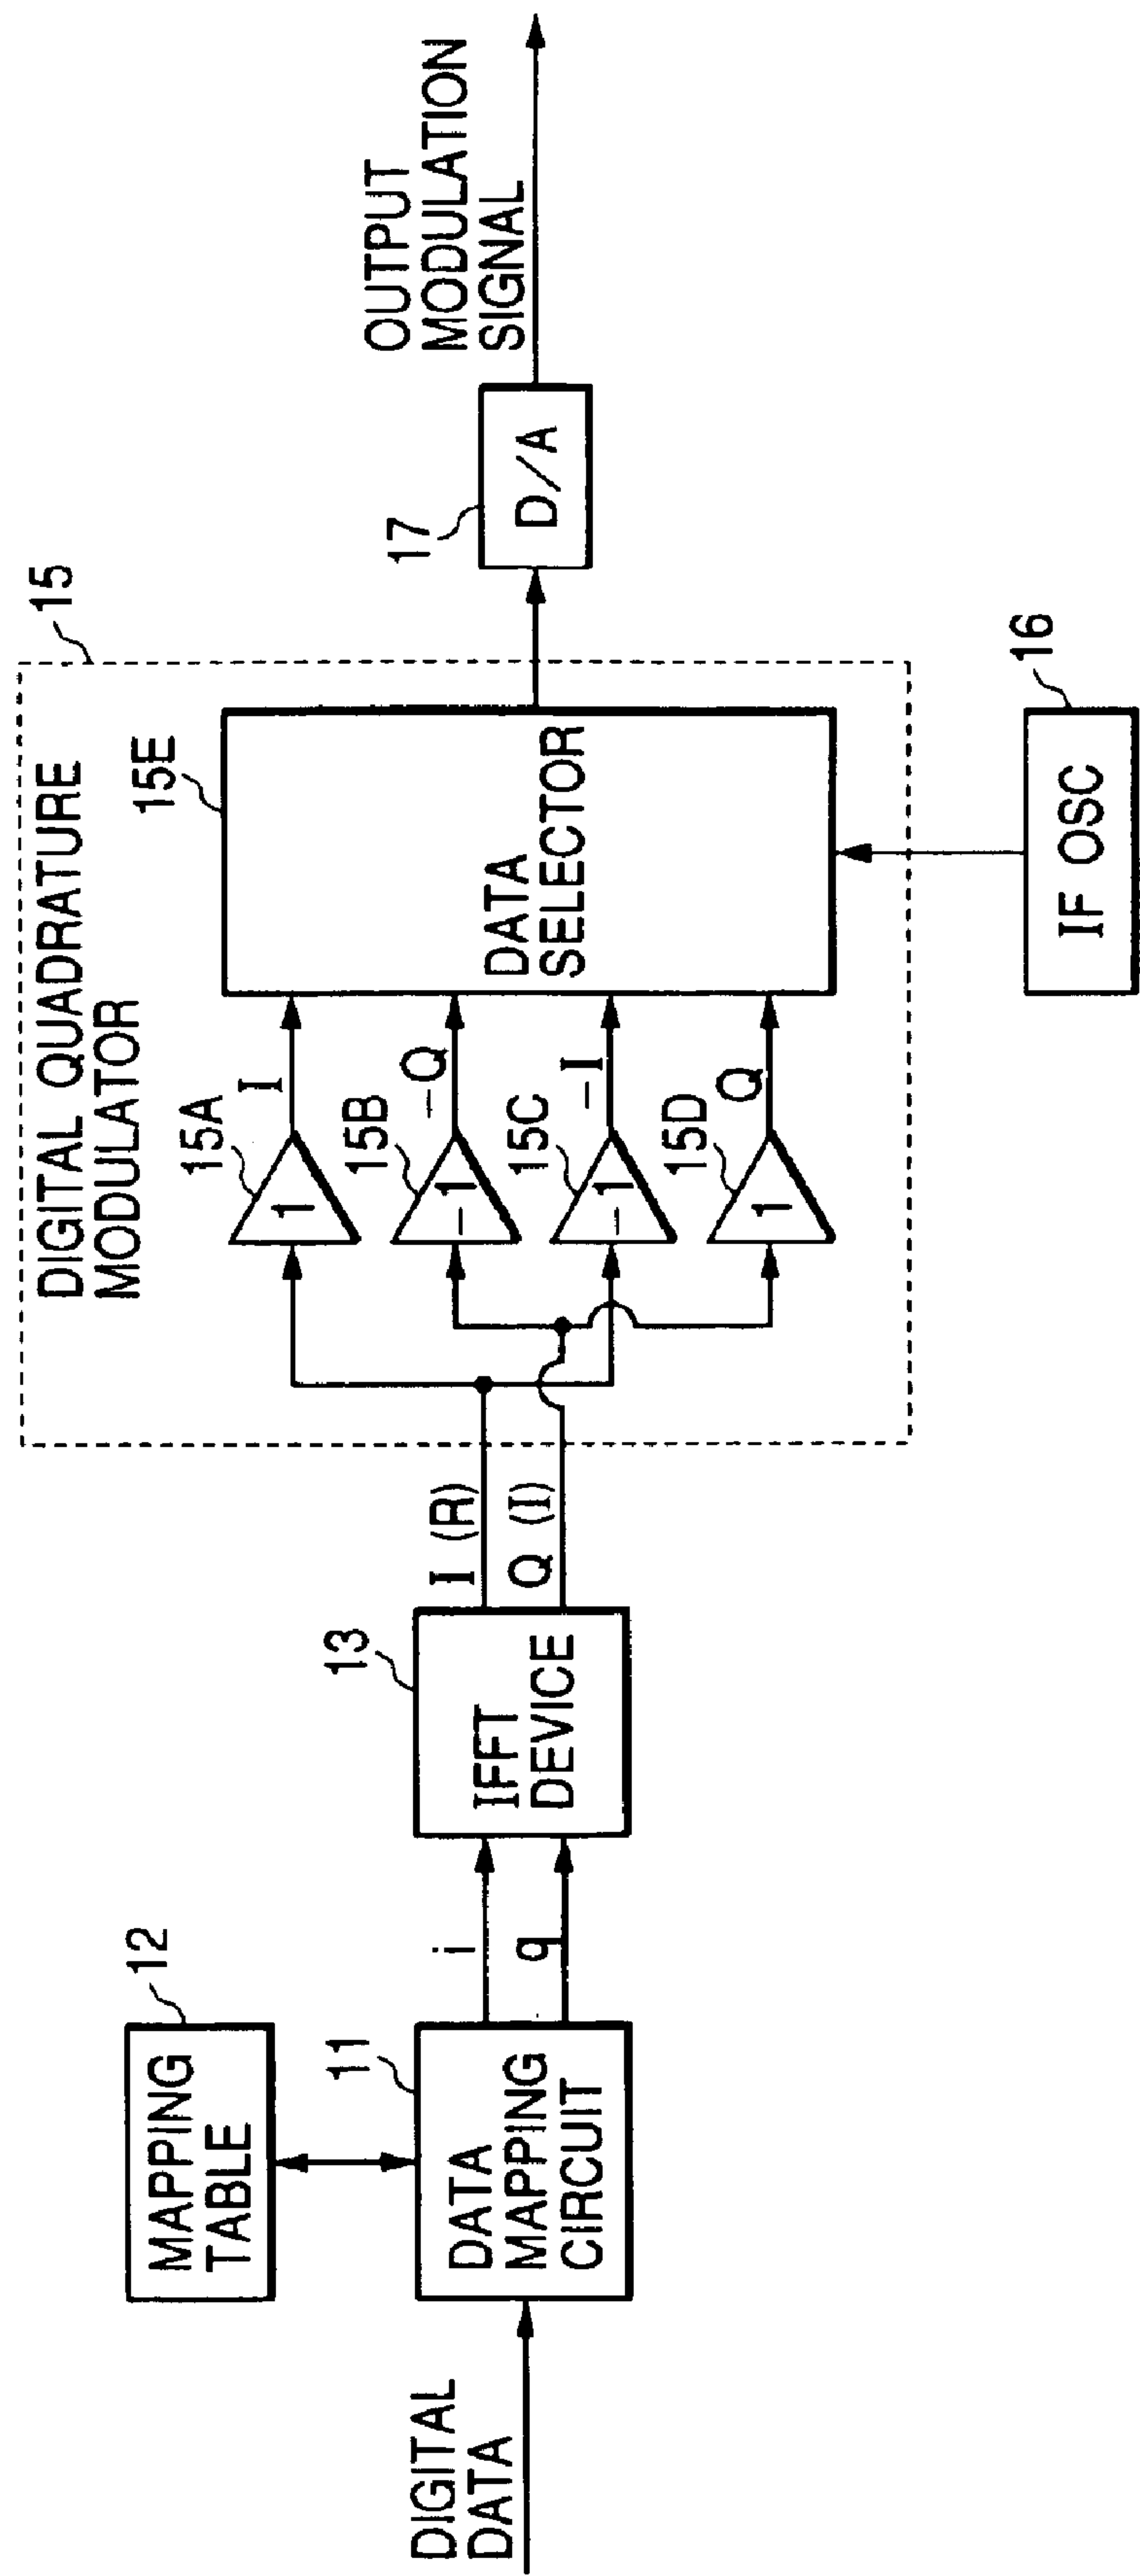 DIGITAL
DATA
MAPPING
TABLE
12
DATA
MAPPING
CIRCUIT
11
i
q
IFFT
DEVICE
13
I (R)
Q (I)
DIGITAL QUADRATURE
MODULATOR
15
1
15A
I
-1
15B
-Q
-1
15C
-I
1
15D
Q
DATA
SELECTOR
15E
IF OSC
16
D/A
17
OUTPUT
MODULATION
SIGNAL